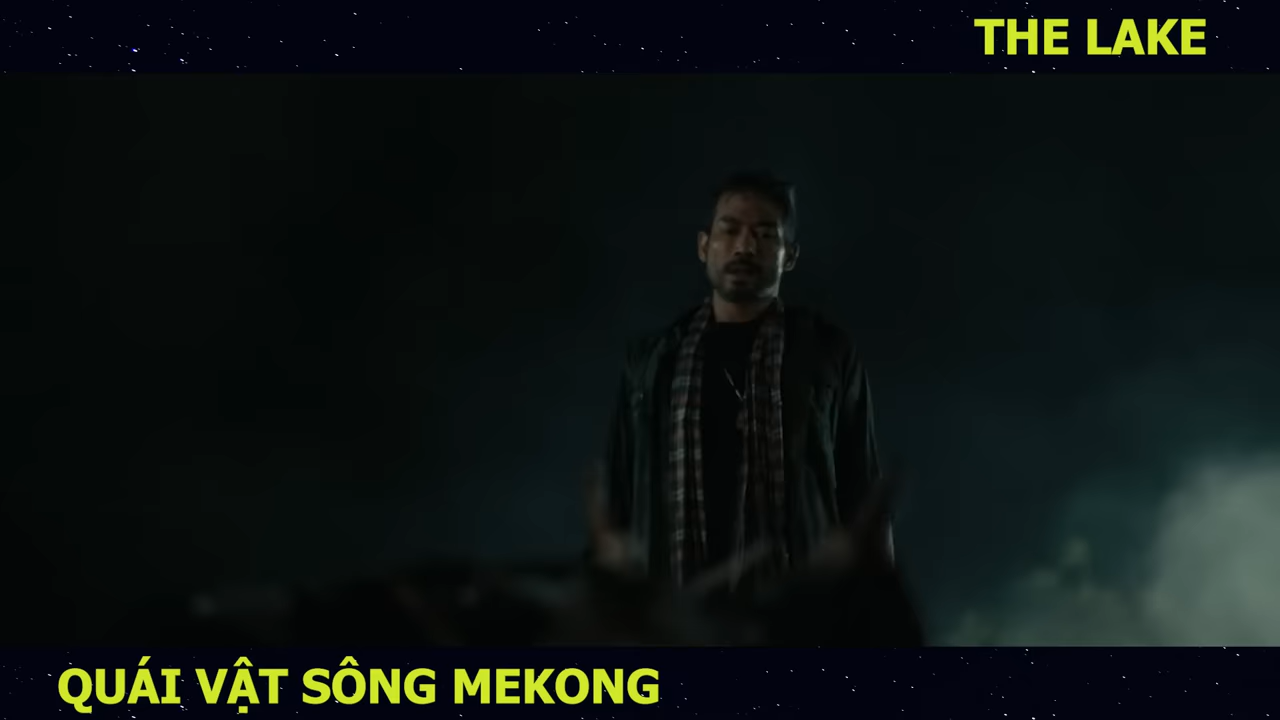 THE LAKE
QUÁI VẬT SÔNG MEKONG